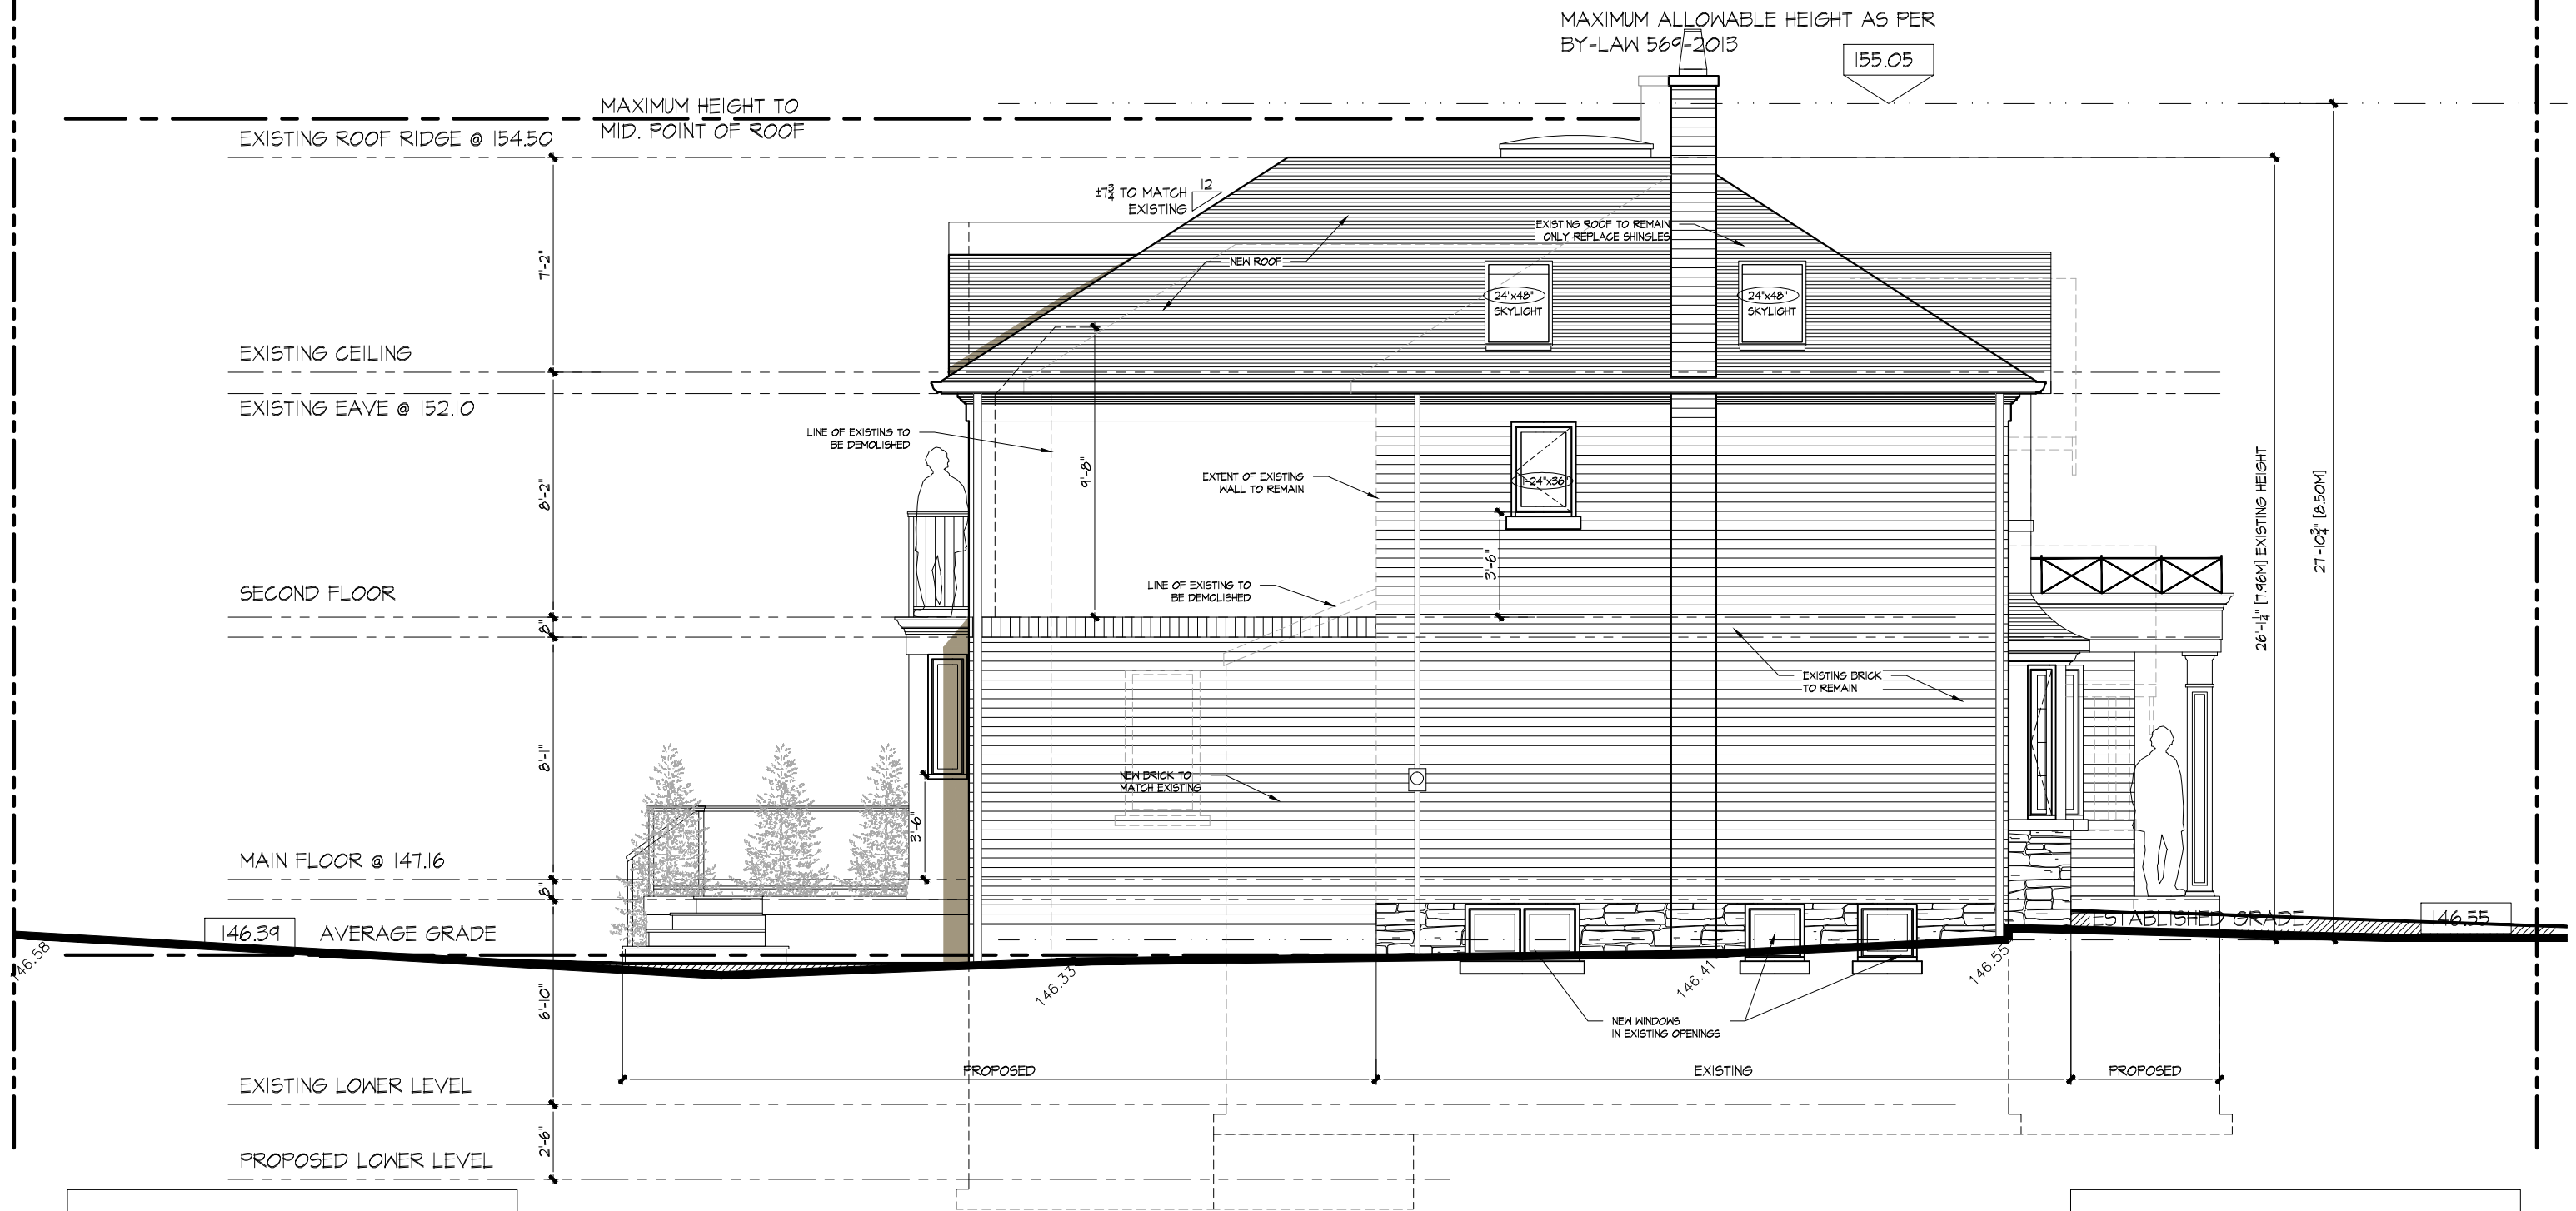 MAXIMUM ALLOWABLE HEIGHT AS PER
BY-LAW 569-2013
155.05
MAXIMUM HEIGHT TO
MID. POINT OF ROOF
EXISTING ROOF RIDGE @ 154.50
±7¾ TO MATCH
EXISTING
12
EXISTING ROOF TO REMAIN
ONLY REPLACE SHINGLES
NEW ROOF
7'-2"
24"x48"
SKYLIGHT
24"x48"
SKYLIGHT
EXISTING CEILING
EXISTING EAVE @ 152.10
LINE OF EXISTING TO
BE DEMOLISHED
9'-8"
EXTENT OF EXISTING
WALL TO REMAIN
1-24"x36"
8'-2"
3'-6"
26'-1¼" [7.96M] EXISTING HEIGHT
27'-10¾" [8.50M]
SECOND FLOOR
LINE OF EXISTING TO
BE DEMOLISHED
8"
EXISTING BRICK
TO REMAIN
8'-1"
NEW BRICK TO
MATCH EXISTING
3'-6"
MAIN FLOOR @ 147.16
8"
146.39
AVERAGE GRADE
ESTABLISHED GRADE
146.55
146.58
146.33
146.41
146.55
6'-10"
NEW WINDOWS
IN EXISTING OPENINGS
PROPOSED
EXISTING
PROPOSED
EXISTING LOWER LEVEL
2'-6"
PROPOSED LOWER LEVEL